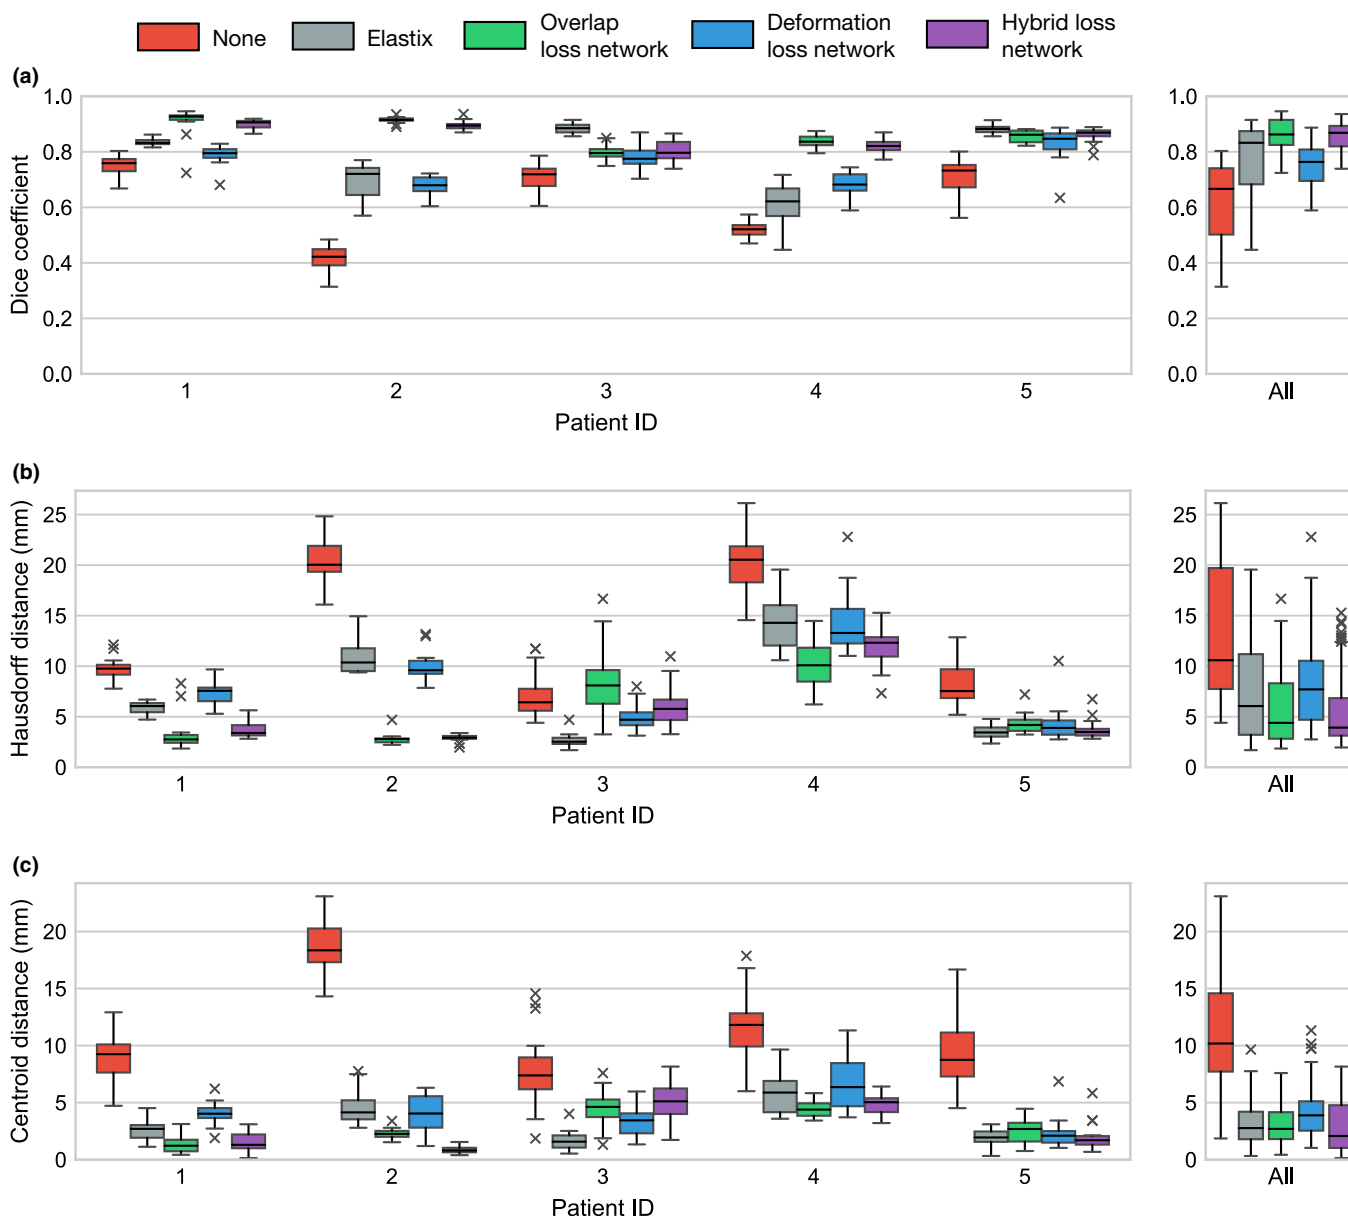 None
Elastix
Overlap
loss network
Deformation
loss network
Hybrid loss
network
(a)
Dice coefficient
1.0
0.8
0.6
0.4
0.2
0.0
1 2 3 4 5
Patient ID
1.0
0.8
0.6
0.4
0.2
0.0
All
(b)
Hausdorff distance (mm)
25
20
15
10
5
0
1 2 3 4 5
Patient ID
25
20
15
10
5
0
All
(c)
Centroid distance (mm)
20
15
10
5
0
1 2 3 4 5
Patient ID
20
15
10
5
0
All